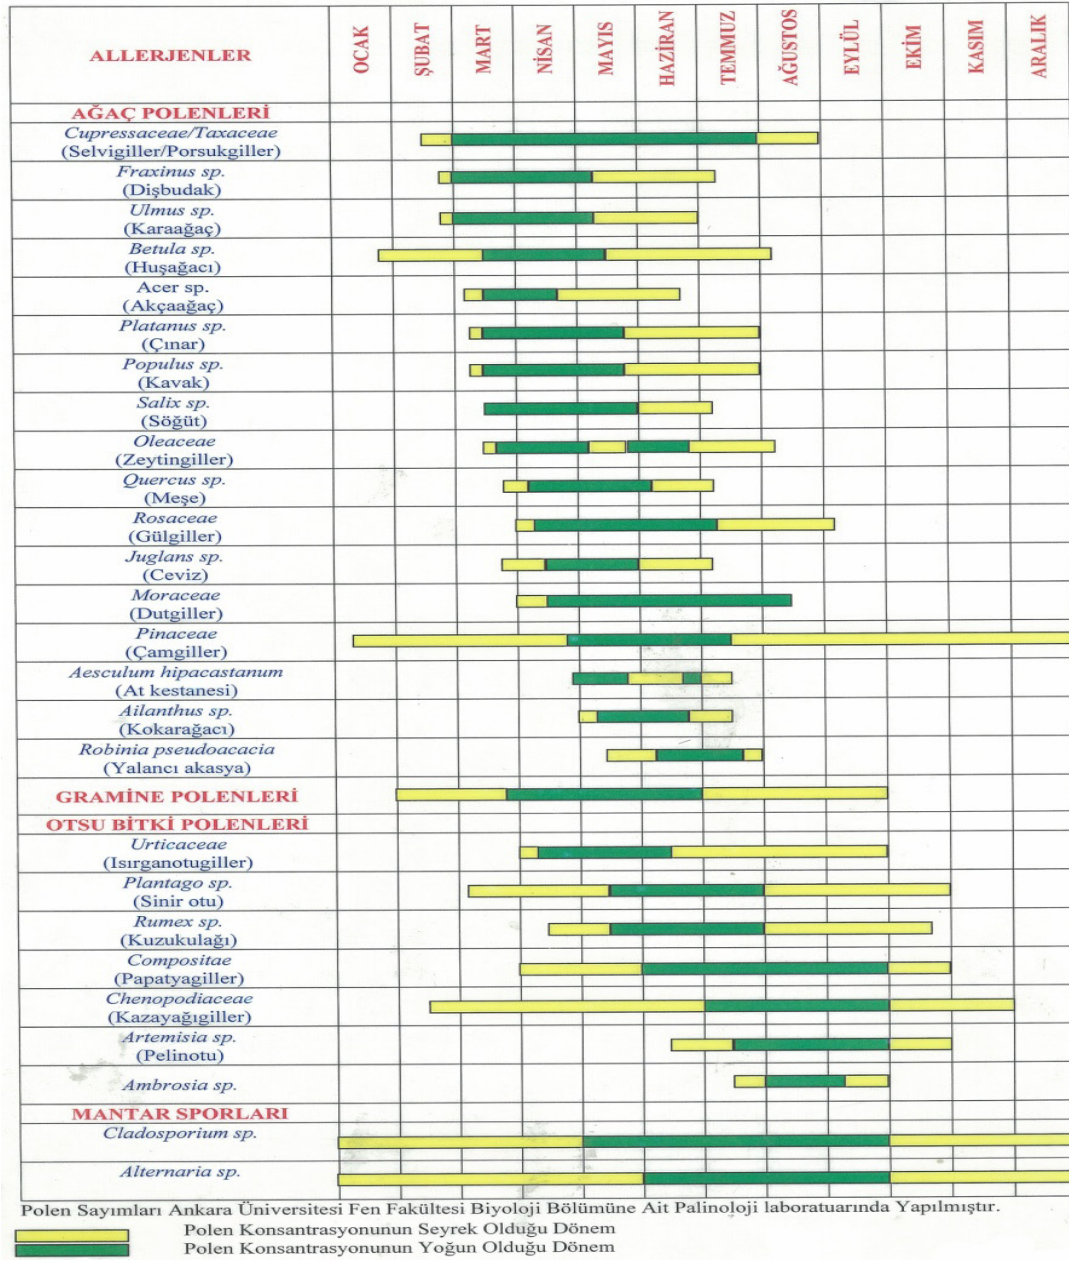 ALLERJENLER
OCAK
ŞUBAT
MART
NİSAN
MAYIS
HAZİRAN
TEMMUZ
AĞUSTOS
EYLÜL
EKİM
KASIM
ARALIK
AĞAÇ POLENLERİ
Cupressaceae/Taxaceae
(Selvigiller/Porsukgiller)
Fraxinus sp.
(Dişbudak)
Ulmus sp.
(Karaağaç)
Betula sp.
(Huşağacı)
Acer sp.
(Akçaağaç)
Platanus sp.
(Çınar)
Populus sp.
(Kavak)
Salix sp.
(Söğüt)
Oleaceae
(Zeytingiller)
Quercus sp.
(Meşe)
Rosaceae
(Gülgiller)
Juglans sp.
(Ceviz)
Moraceae
(Dutgiller)
Pinaceae
(Çamgiller)
Aesculum hipacastanum
(At kestanesi)
Ailanthus sp.
(Kokarağacı)
Robinia pseudoacacia
(Yalancı akasya)
GRAMİNE POLENLERİ
OTSU BİTKİ POLENLERİ
Urticaceae
(Isırganotugiller)
Plantago sp.
(Sinir otu)
Rumex sp.
(Kuzukulağı)
Compositae
(Papatyagiller)
Chenopodiaceae
(Kazayağıgiller)
Artemisia sp.
(Pelinotu)
Ambrosia sp.
MANTAR SPORLARI
Cladosporium sp.
Alternaria sp.
Polen Sayımları Ankara Üniversitesi Fen Fakültesi Biyoloji Bölümüne Ait Palinoloji laboratuarında Yapılmıştır.
Polen Konsantrasyonunun Seyrek Olduğu Dönem
Polen Konsantrasyonunun Yoğun Olduğu Dönem